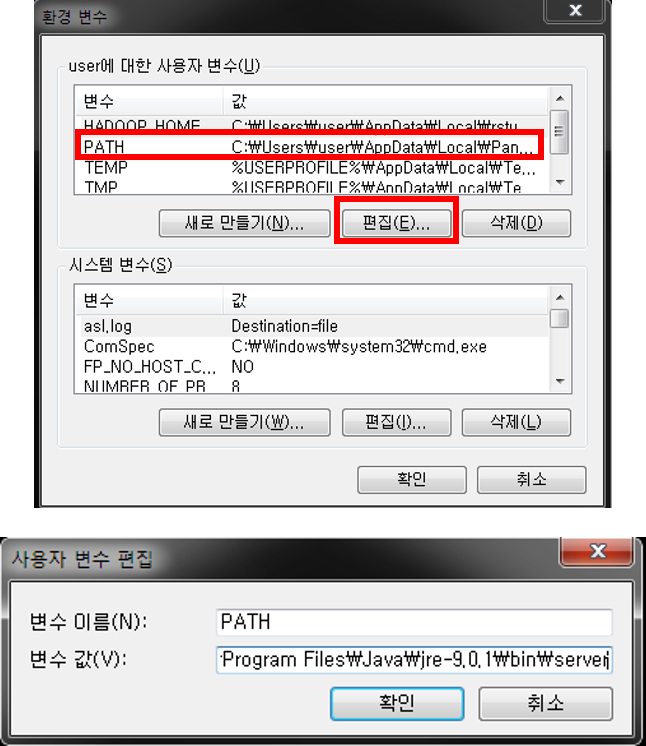 환경 변수
user에 대한 사용자 변수(U)
변수 값
HADOOP_HOME C:₩Users₩user₩AppData₩Local₩rstu...
PATH C:₩Users₩user₩AppData₩Local₩Pan...
TEMP %USERPROFILE%₩AppData₩Local₩Te...
TMP %USERPROFILE%₩AppData₩Local₩Te
새로 만들기(N)... 편집(E)... 삭제(D)
시스템 변수(S)
변수 값
asl.log Destination=file
ComSpec C:₩Windows₩system32₩cmd.exe
FP_NO_HOST_C... NO
NUMBER_OF_PR 8
새로 만들기(W)... 편집(I)... 삭제(L)
확인 취소
사용자 변수 편집
변수 이름(N): PATH
변수 값(V): Program Files₩Java₩jre-9.0.1₩bin₩server
확인 취소